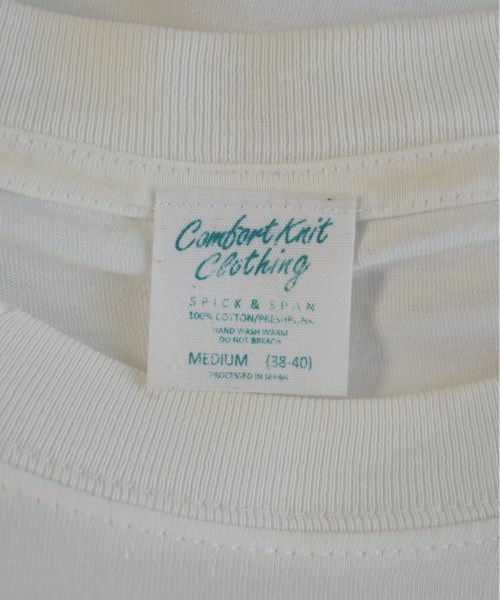 Comfort Knit
Clothing
SPICK & SPAN
100% COTTON/PRESHRUNK
HAND WASH WARM
DO NOT BREACH
MEDIUM (38-40)
PROCESSED IN JAPAN